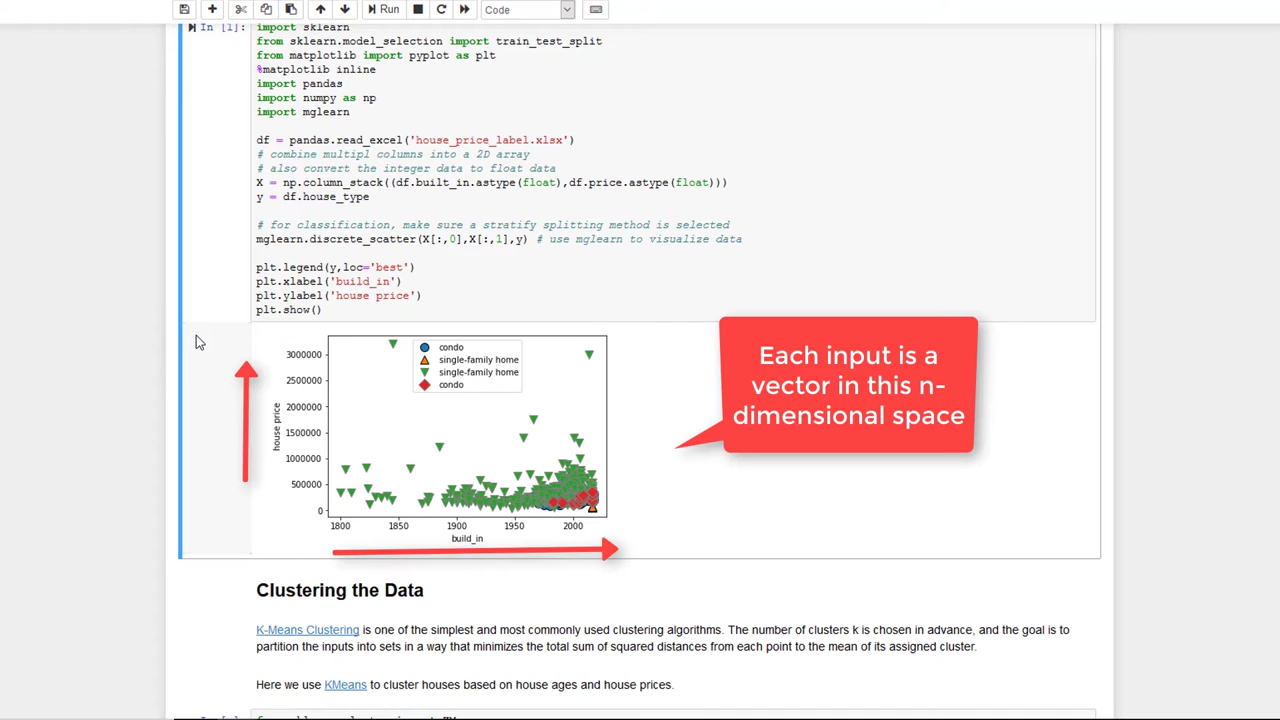 Run
Code
In [1]:
import sklearn
from sklearn.model_selection import train_test_split
from matplotlib import pyplot as plt
%matplotlib inline
import pandas
import numpy as np
import mglearn
df = pandas.read_excel('house_price_label.xlsx')
# combine multipl columns into a 2D array
# also convert the integer data to float data
X = np.column_stack((df.built_in.astype(float),df.price.astype(float)))
y = df.house_type
# for classification, make sure a stratify splitting method is selected
mglearn.discrete_scatter(X[:,0],X[:,1],y) # use mglearn to visualize data
plt.legend(y,loc='best')
plt.xlabel('build_in')
plt.ylabel('house price')
plt.show()
condo
single-family home
single-family home
condo
3000000
2500000
2000000
1500000
1000000
500000
0
house price
1800 1850 1900 1950 2000
build_in
Each input is a
vector in this n-
dimensional space
Clustering the Data
K-Means Clustering is one of the simplest and most commonly used clustering algorithms. The number of clusters k is chosen in advance, and the goal is to
partition the inputs into sets in a way that minimizes the total sum of squared distances from each point to the mean of its assigned cluster.
Here we use KMeans to cluster houses based on house ages and house prices.